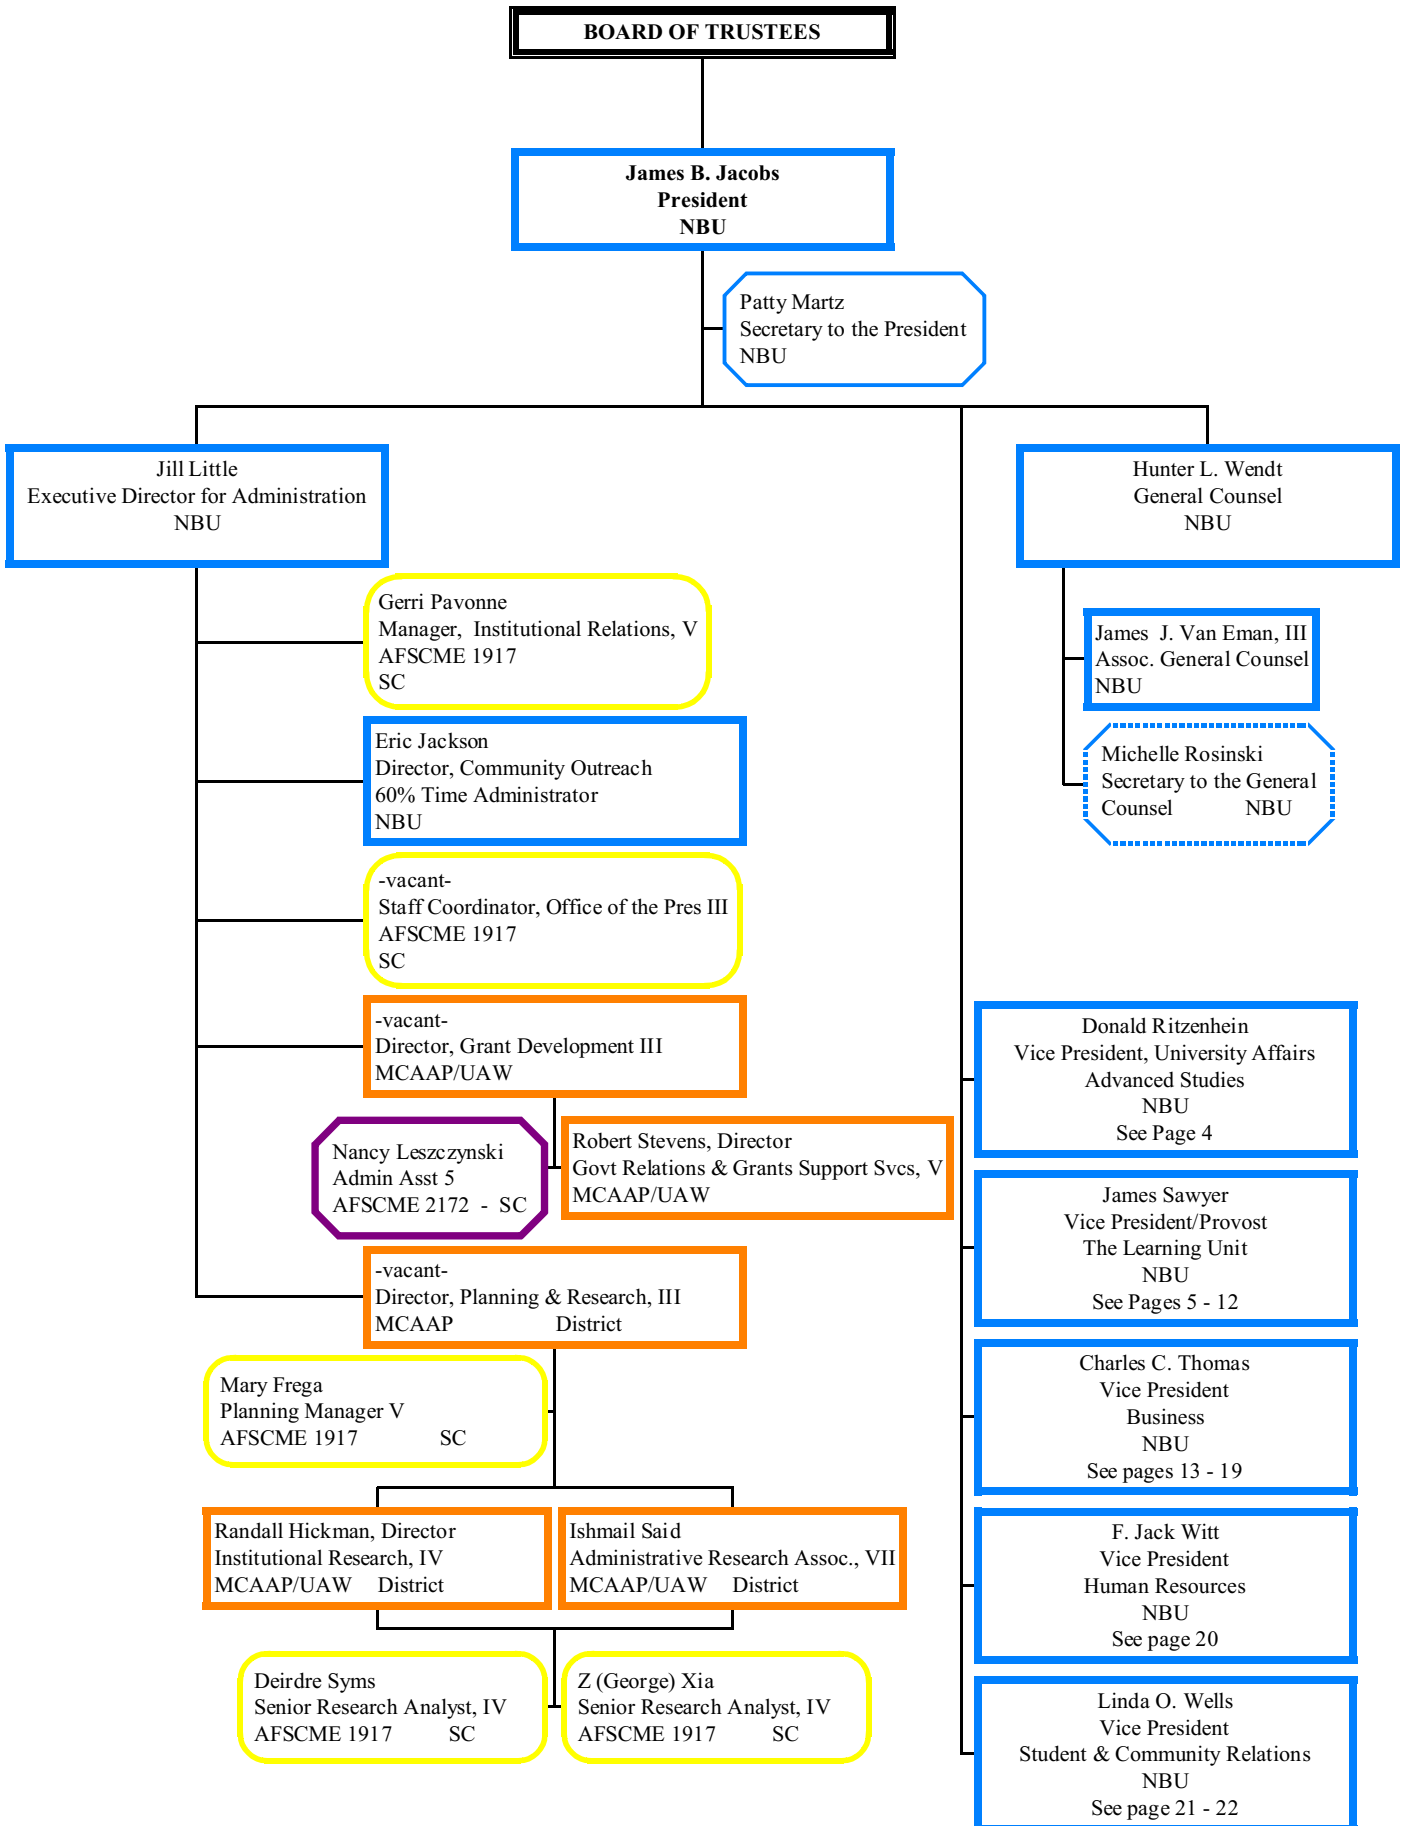 BOARD OF TRUSTEES
James B. Jacobs
President
NBU
Patty Martz
Secretary to the President
NBU
Jill Little
Executive Director for Administration
NBU
Hunter L. Wendt
General Counsel
NBU
Gerri Pavonne
Manager, Institutional Relations, V
AFSCME 1917
SC
James J. Van Eman, III
Assoc. General Counsel
NBU
Eric Jackson
Director, Community Outreach
60% Time Administrator
NBU
Michelle Rosinski
Secretary to the General
Counsel NBU
-vacant-
Staff Coordinator, Office of the Pres III
AFSCME 1917
SC
-vacant-
Director, Grant Development III
MCAAP/UAW
Nancy Leszczynski
Admin Asst 5
AFSCME 2172 - SC
Robert Stevens, Director
Govt Relations & Grants Support Svcs, V
MCAAP/UAW
-vacant-
Director, Planning & Research, III
MCAAP District
Mary Frega
Planning Manager V
AFSCME 1917 SC
Randall Hickman, Director
Institutional Research, IV
MCAAP/UAW District
Ishmail Said
Administrative Research Assoc., VII
MCAAP/UAW District
Deirdre Syms
Senior Research Analyst, IV
AFSCME 1917 SC
Z (George) Xia
Senior Research Analyst, IV
AFSCME 1917 SC
Donald Ritzenhein
Vice President, University Affairs
Advanced Studies
NBU
See Page 4
James Sawyer
Vice President/Provost
The Learning Unit
NBU
See Pages 5 - 12
Charles C. Thomas
Vice President
Business
NBU
See pages 13 - 19
F. Jack Witt
Vice President
Human Resources
NBU
See page 20
Linda O. Wells
Vice President
Student & Community Relations
NBU
See page 21 - 22